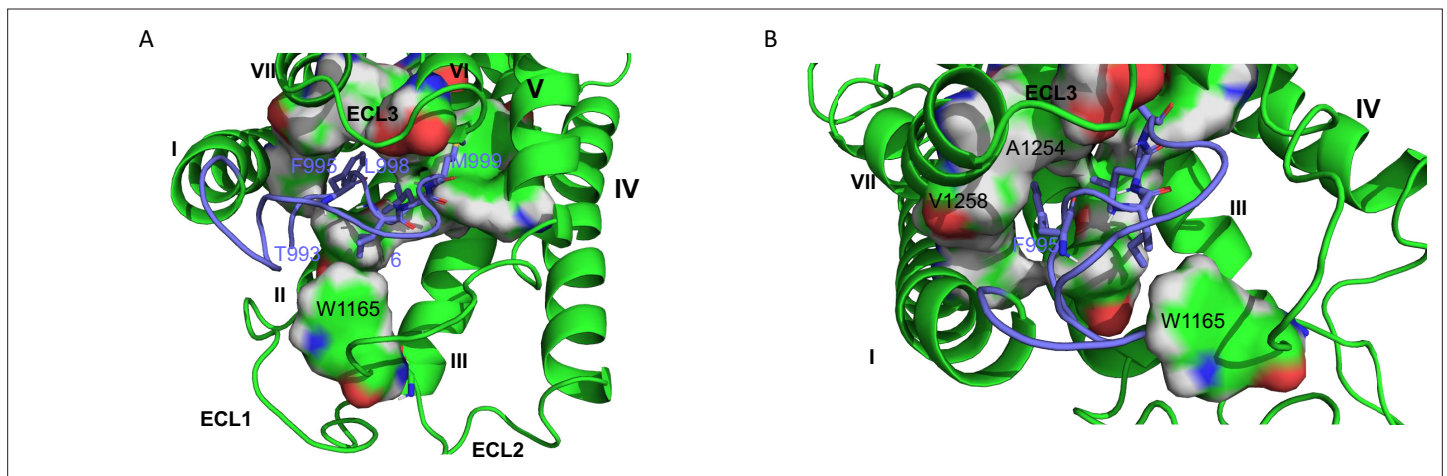 A
B
VII
VI
ECL3
V
I
F995
L998
M999
IV
T993
6
II
W1165
III
ECL1
ECL2
ECL3
IV
A1254
VII
V1258
III
F995
W1165
I